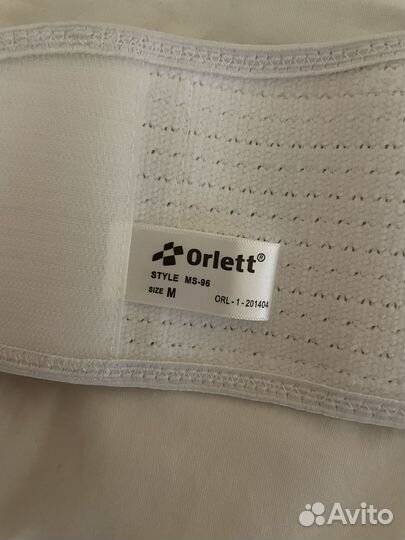 Orlett®
STYLE MS-96
SIZE M
ORL-1-201404
Avito